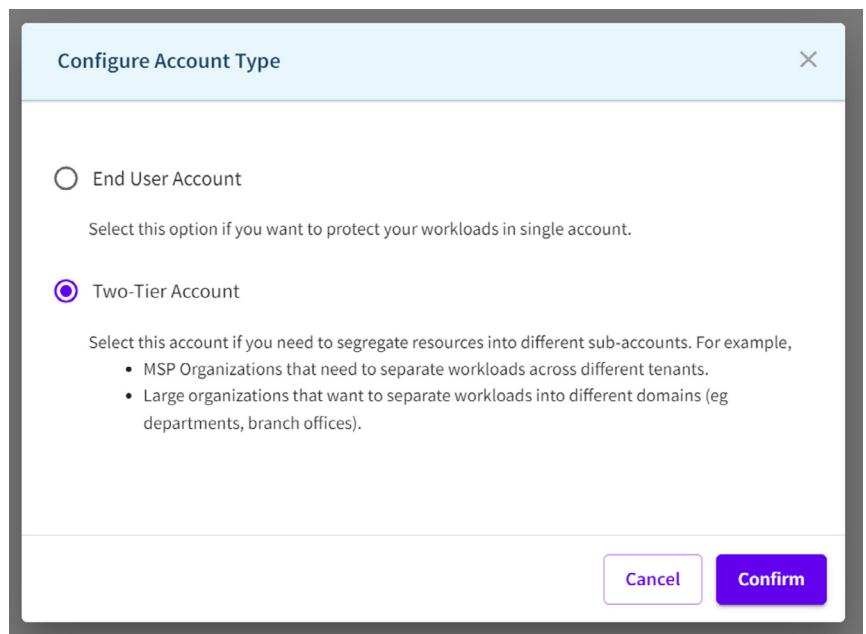 Configure Account Type
End User Account
Select this option if you want to protect your workloads in single account.
Two-Tier Account
Select this account if you need to segregate resources into different sub-accounts. For example,
• MSP Organizations that need to separate workloads across different tenants.
• Large organizations that want to separate workloads into different domains (eg
departments, branch offices).
Cancel
Confirm